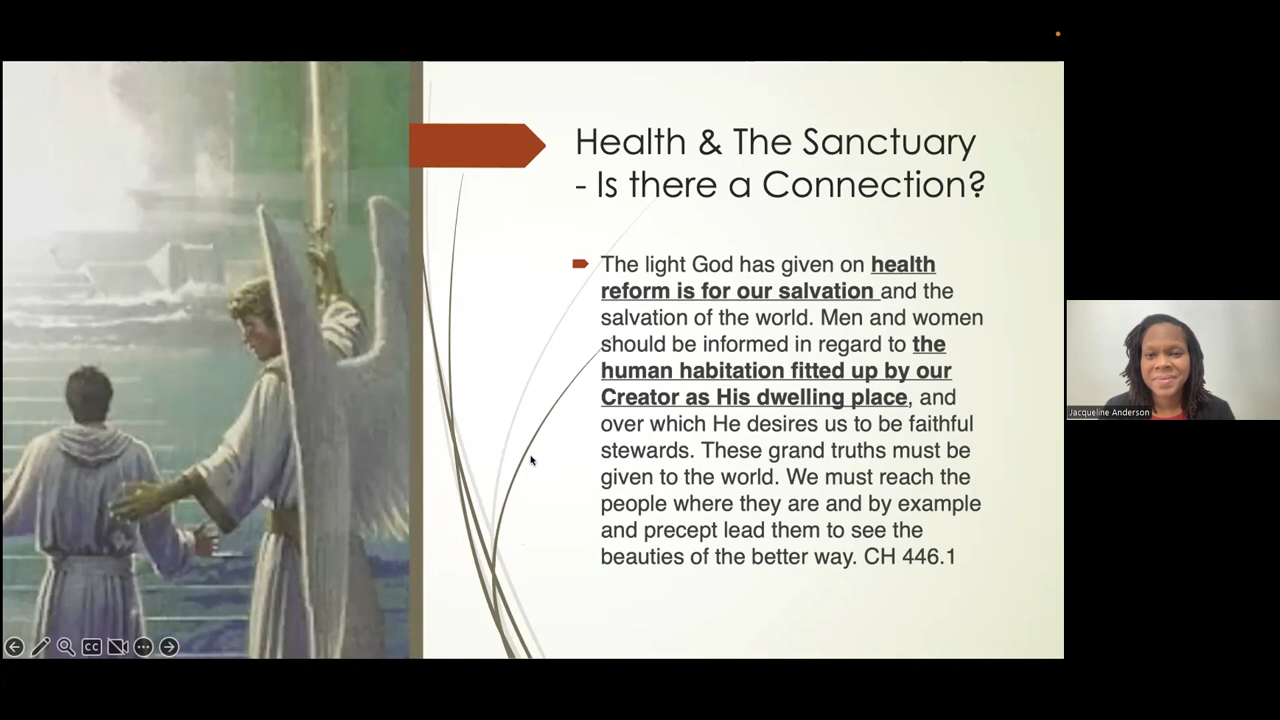 Health & The Sanctuary
- Is there a Connection?
The light God has given on health
reform is for our salvation and the
salvation of the world. Men and women
should be informed in regard to the
human habitation fitted up by our
Creator as His dwelling place, and
over which He desires us to be faithful
stewards. These grand truths must be
given to the world. We must reach the
people where they are and by example
and precept lead them to see the
beauties of the better way. CH 446.1
Jacqueline Anderson
CC